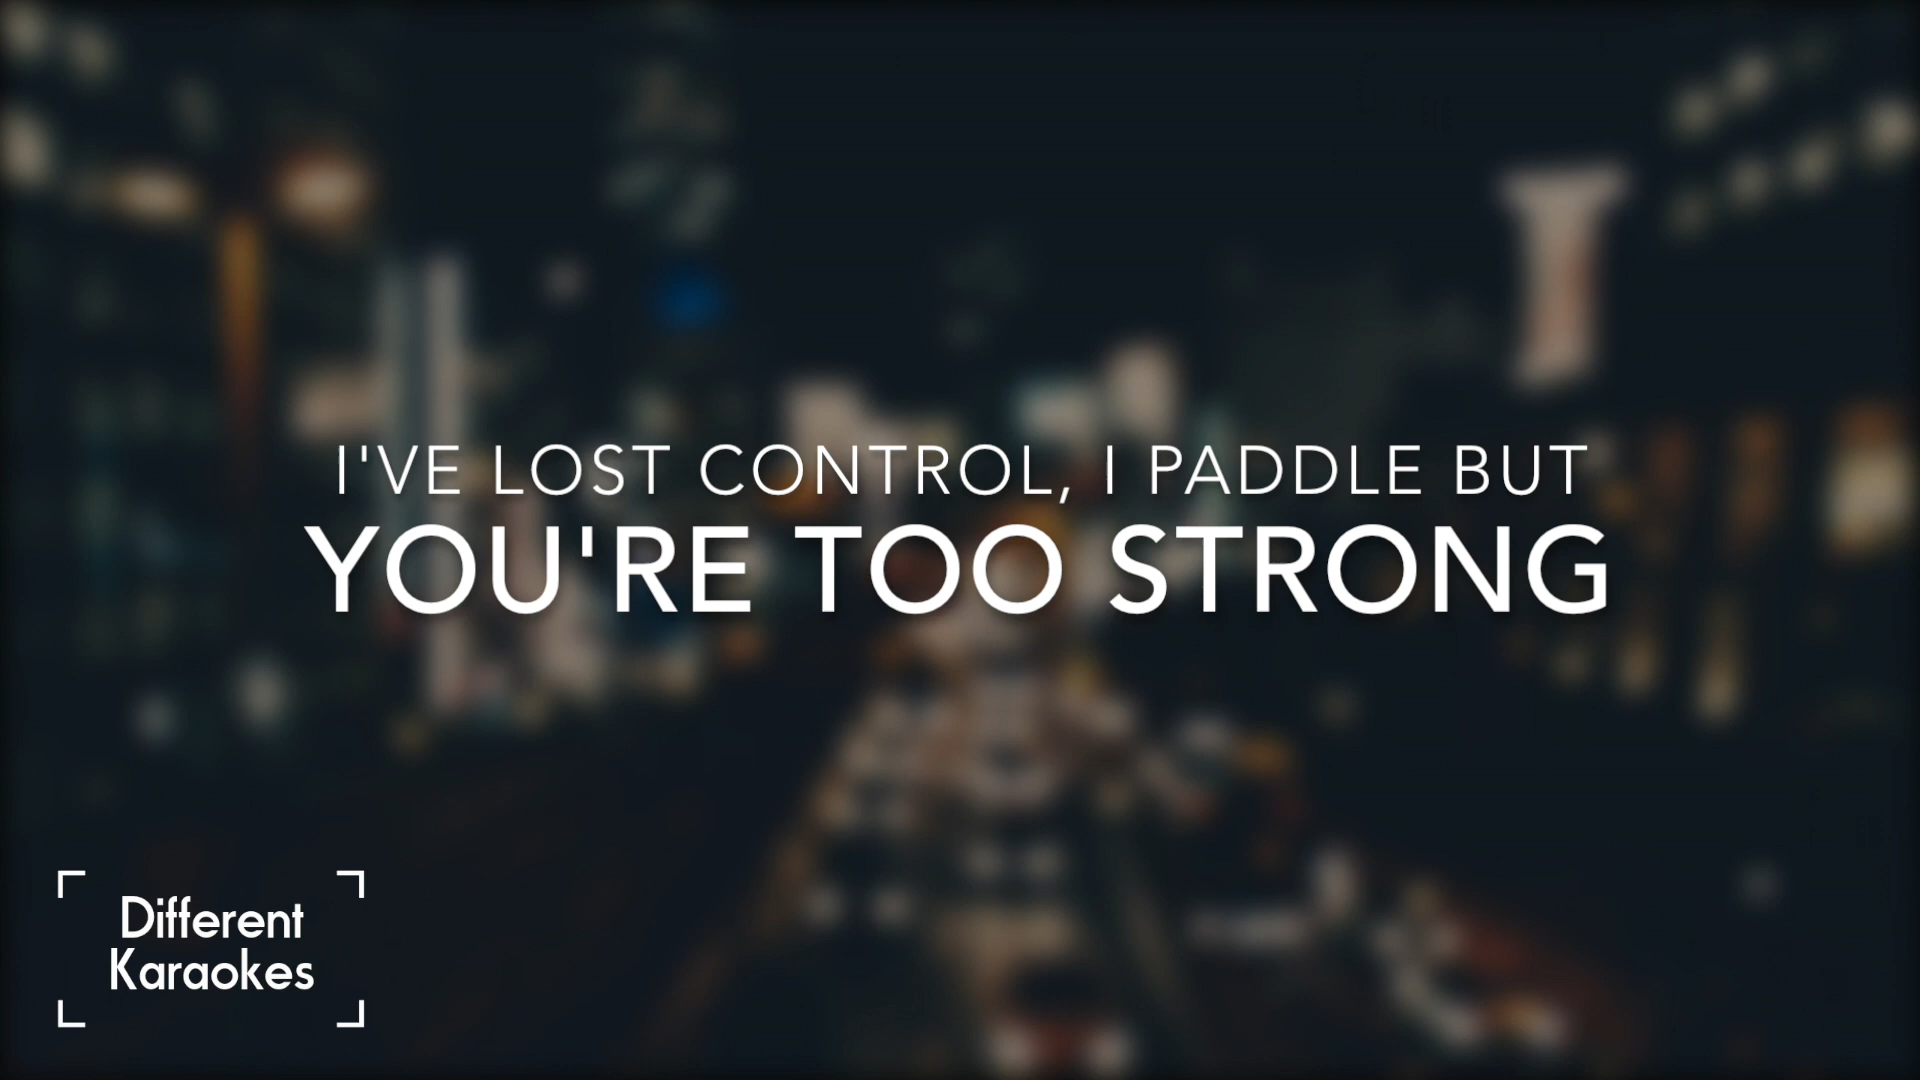 I'VE LOST CONTROL, I PADDLE BUT
YOU'RE TOO STRONG
Different
Karaokes